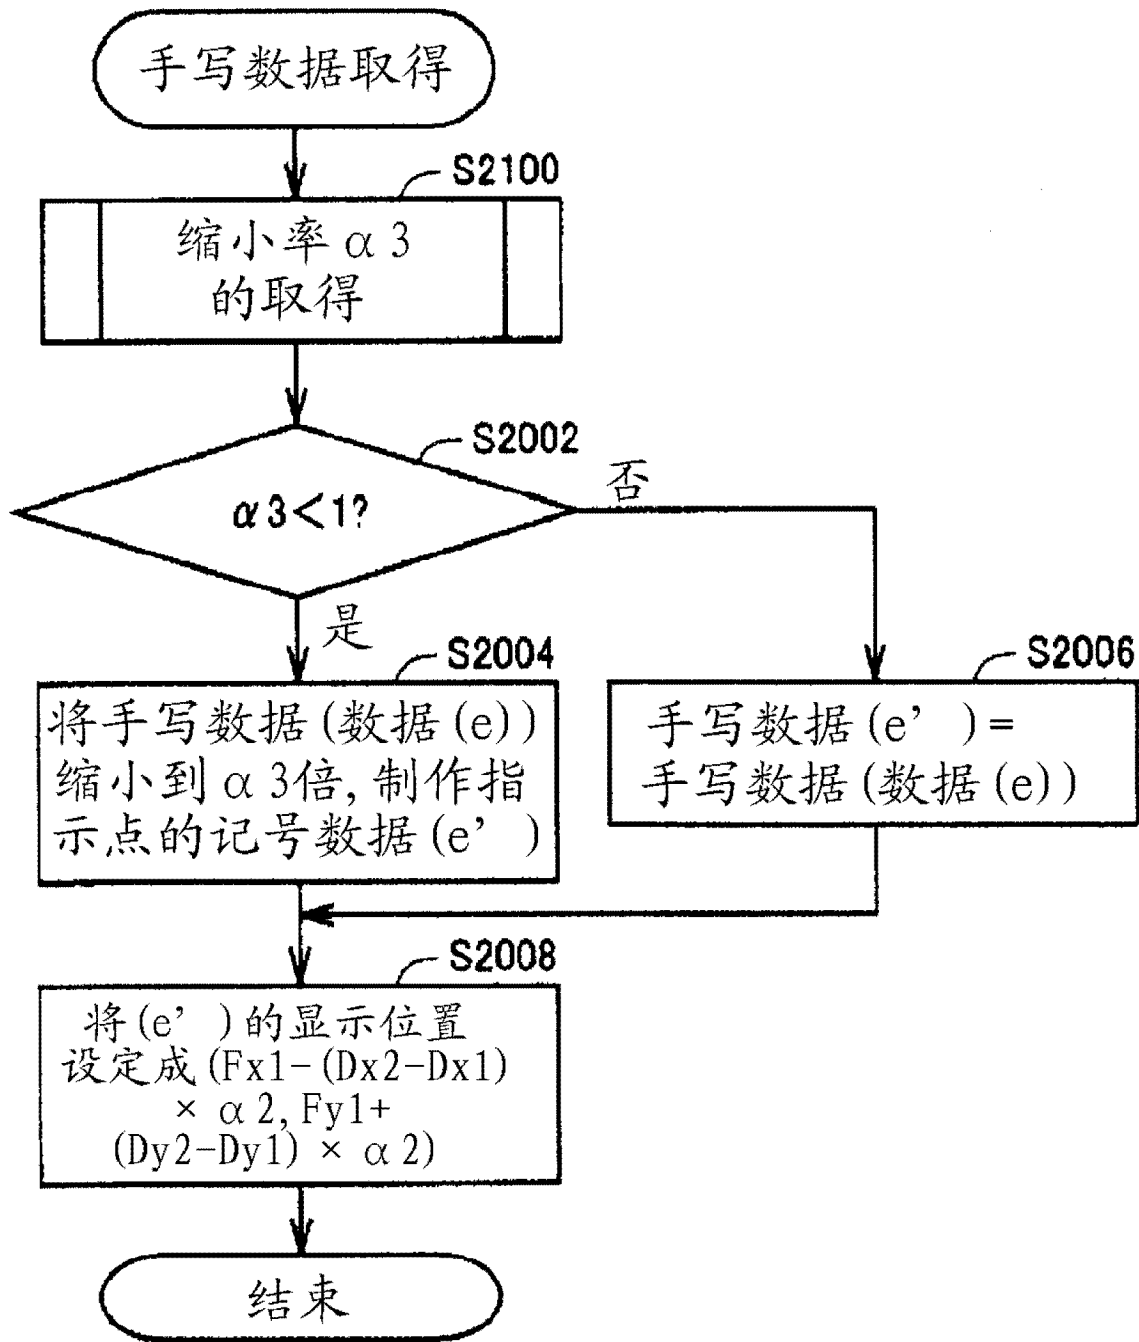 手写数据取得
S2100
缩小率α3
的取得
S2002
α3<1?
否
是
S2004
将手写数据(数据(e))
缩小到α3倍,制作指
示点的记号数据(e’)
S2006
手写数据(e’)=
手写数据(数据(e))
S2008
将(e’)的显示位置
设定成(Fx1-(Dx2-Dx1)
×α2,Fy1+
(Dy2-Dy1)×α2)
结束